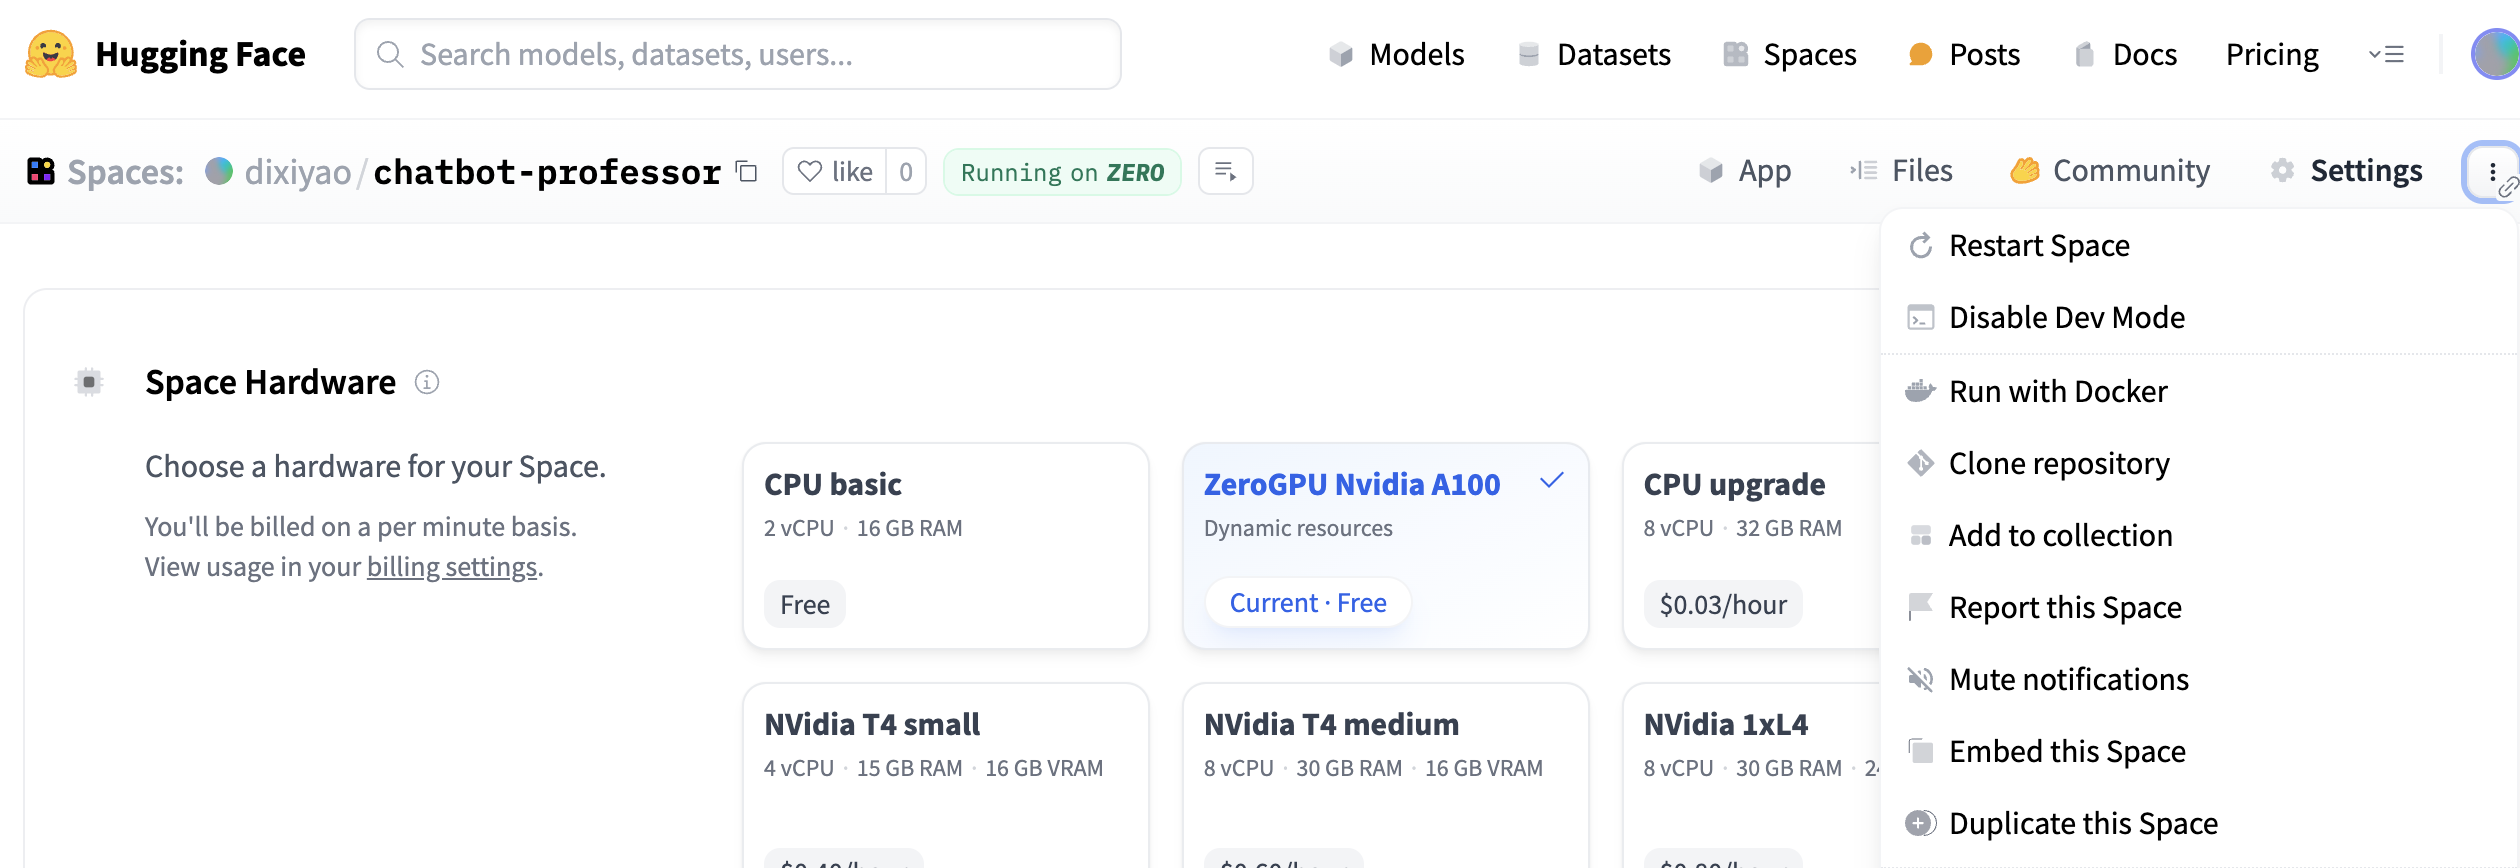 Hugging Face
Search models, datasets, users...
Models
Datasets
Spaces
Posts
Docs
Pricing
Spaces:
dixiyao/chatbot-professor
like
0
Running on ZERO
App
Files
Community
Settings
Restart Space
Disable Dev Mode
Run with Docker
Clone repository
Add to collection
Report this Space
Mute notifications
Embed this Space
Duplicate this Space
Space Hardware
Choose a hardware for your Space.
You'll be billed on a per minute basis.
View usage in your billing settings.
CPU basic
2 vCPU · 16 GB RAM
Free
ZeroGPU Nvidia A100
Dynamic resources
Current · Free
CPU upgrade
8 vCPU · 32 GB RAM
$0.03/hour
NVidia T4 small
4 vCPU · 15 GB RAM · 16 GB VRAM
NVidia T4 medium
8 vCPU · 30 GB RAM · 16 GB VRAM
NVidia 1xL4
8 vCPU · 30 GB RAM